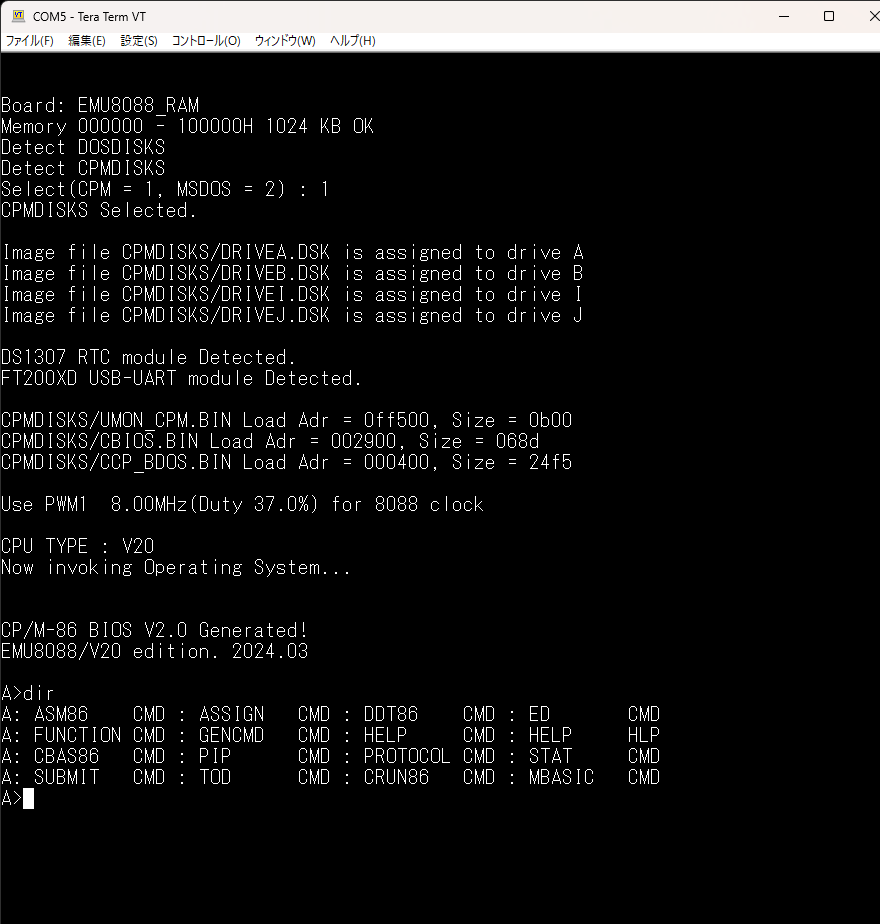 COM5 - Tera Term VT
ファイル(F) 編集(E) 設定(S) コントロール(O) ウィンドウ(W) ヘルプ(H)
Board: EMU8088_RAM
Memory 000000 - 100000H 1024 KB OK
Detect DOSDISKS
Detect CPMDISKS
Select(CPM = 1, MSDOS = 2) : 1
CPMDISKS Selected.
Image file CPMDISKS/DRIVEA.DSK is assigned to drive A
Image file CPMDISKS/DRIVEB.DSK is assigned to drive B
Image file CPMDISKS/DRIVEI.DSK is assigned to drive I
Image file CPMDISKS/DRIVEJ.DSK is assigned to drive J
DS1307 RTC module Detected.
FT200XD USB-UART module Detected.
CPMDISKS/UMON_CPM.BIN Load Adr = 0ff500, Size = 0b00
CPMDISKS/CBIOS.BIN Load Adr = 002900, Size = 068d
CPMDISKS/CCP_BDOS.BIN Load Adr = 000400, Size = 24f5
Use PWM1  8.00MHz(Duty 37.0%) for 8088 clock
CPU TYPE : V20
Now invoking Operating System...
CP/M-86 BIOS V2.0 Generated!
EMU8088/V20 edition. 2024.03
A>dir
A: ASM86    CMD : ASSIGN   CMD : DDT86    CMD : ED       CMD
A: FUNCTION CMD : GENCMD   CMD : HELP     CMD : HELP     HLP
A: CBAS86   CMD : PIP      CMD : PROTOCOL CMD : STAT     CMD
A: SUBMIT   CMD : TOD      CMD : CRUN86   CMD : MBASIC   CMD
A>